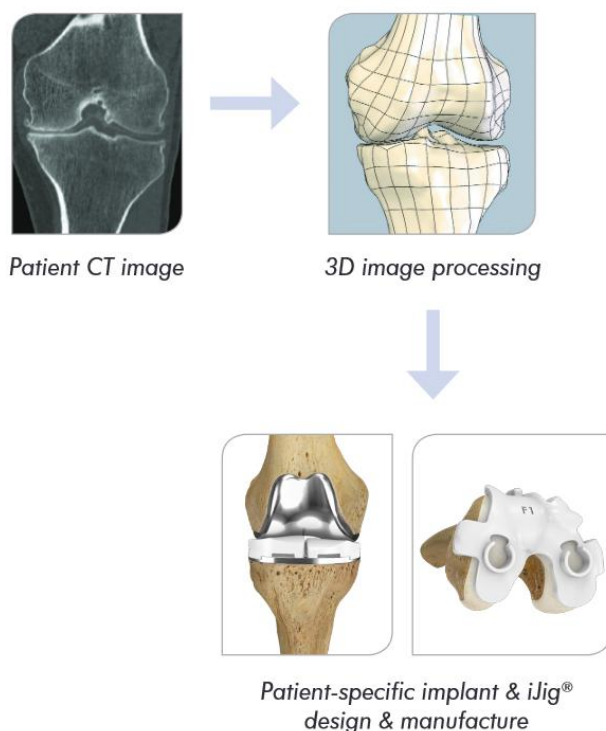 Patient CT image
3D image processing
F1
Patient-specific implant & iJig®
design & manufacture